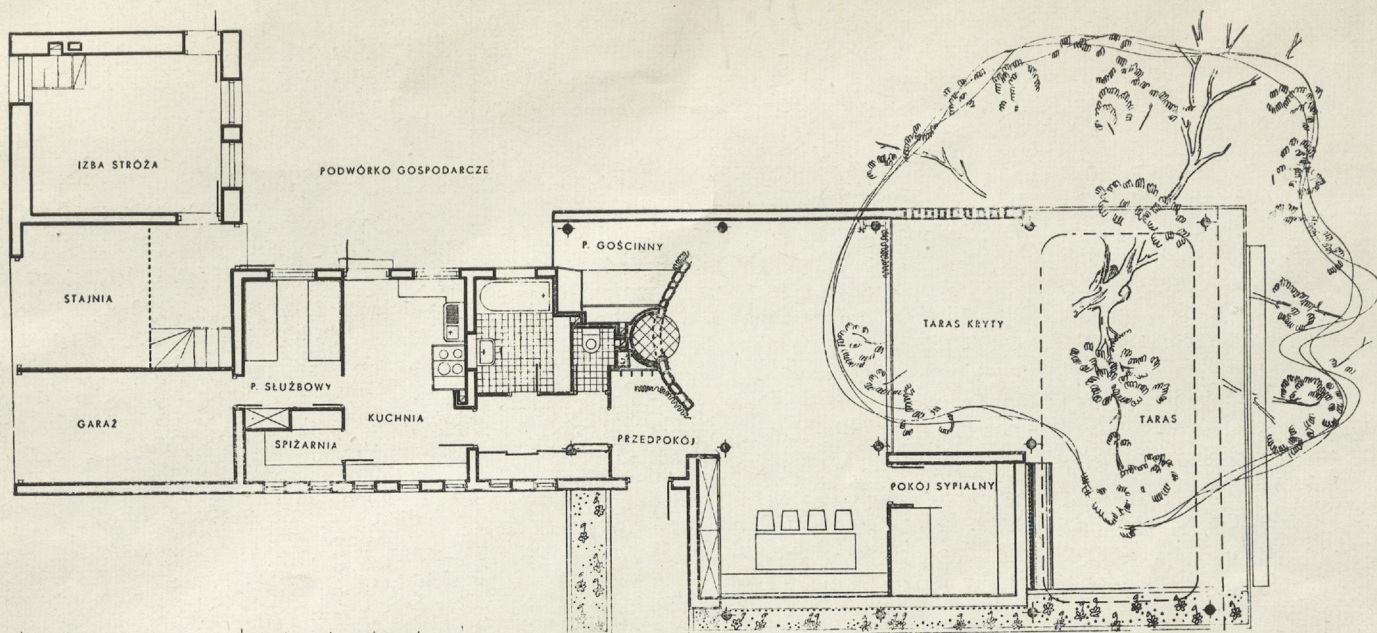 IZBA STRÓŻA
PODWÓRKO GOSPODARCZE
P. GOŚCINNY
STAJNIA
TARAS KRYTY
P. SŁUŻBOWY
GARAŻ
KUCHNIA
TARAS
SPIŻARNIA
PRZEDPOKÓJ
POKÓJ SYPIALNY